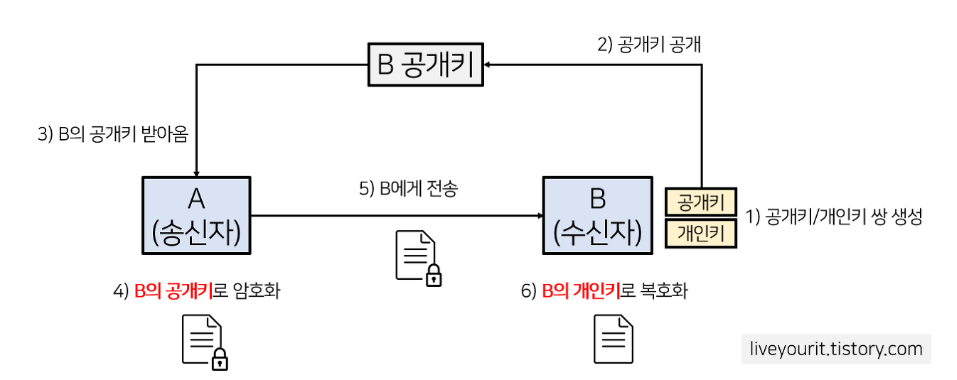 2) 공개키 공개
B 공개키
3) B의 공개키 받아옴
A
(송신자)
5) B에게 전송
B
(수신자)
공개키
개인키
1) 공개키/개인키 쌍 생성
4) B의 공개키로 암호화
6) B의 개인키로 복호화
liveyourit.tistory.com